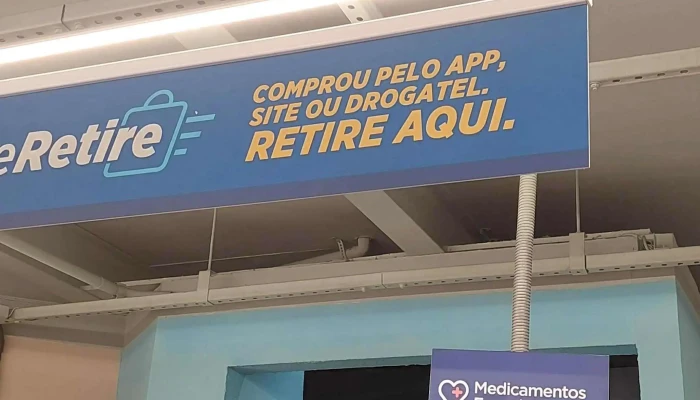 eRetire
COMPROU PELO APP,
SITE OU DROGATEL.
RETIRE AQUI.
Medicamentos